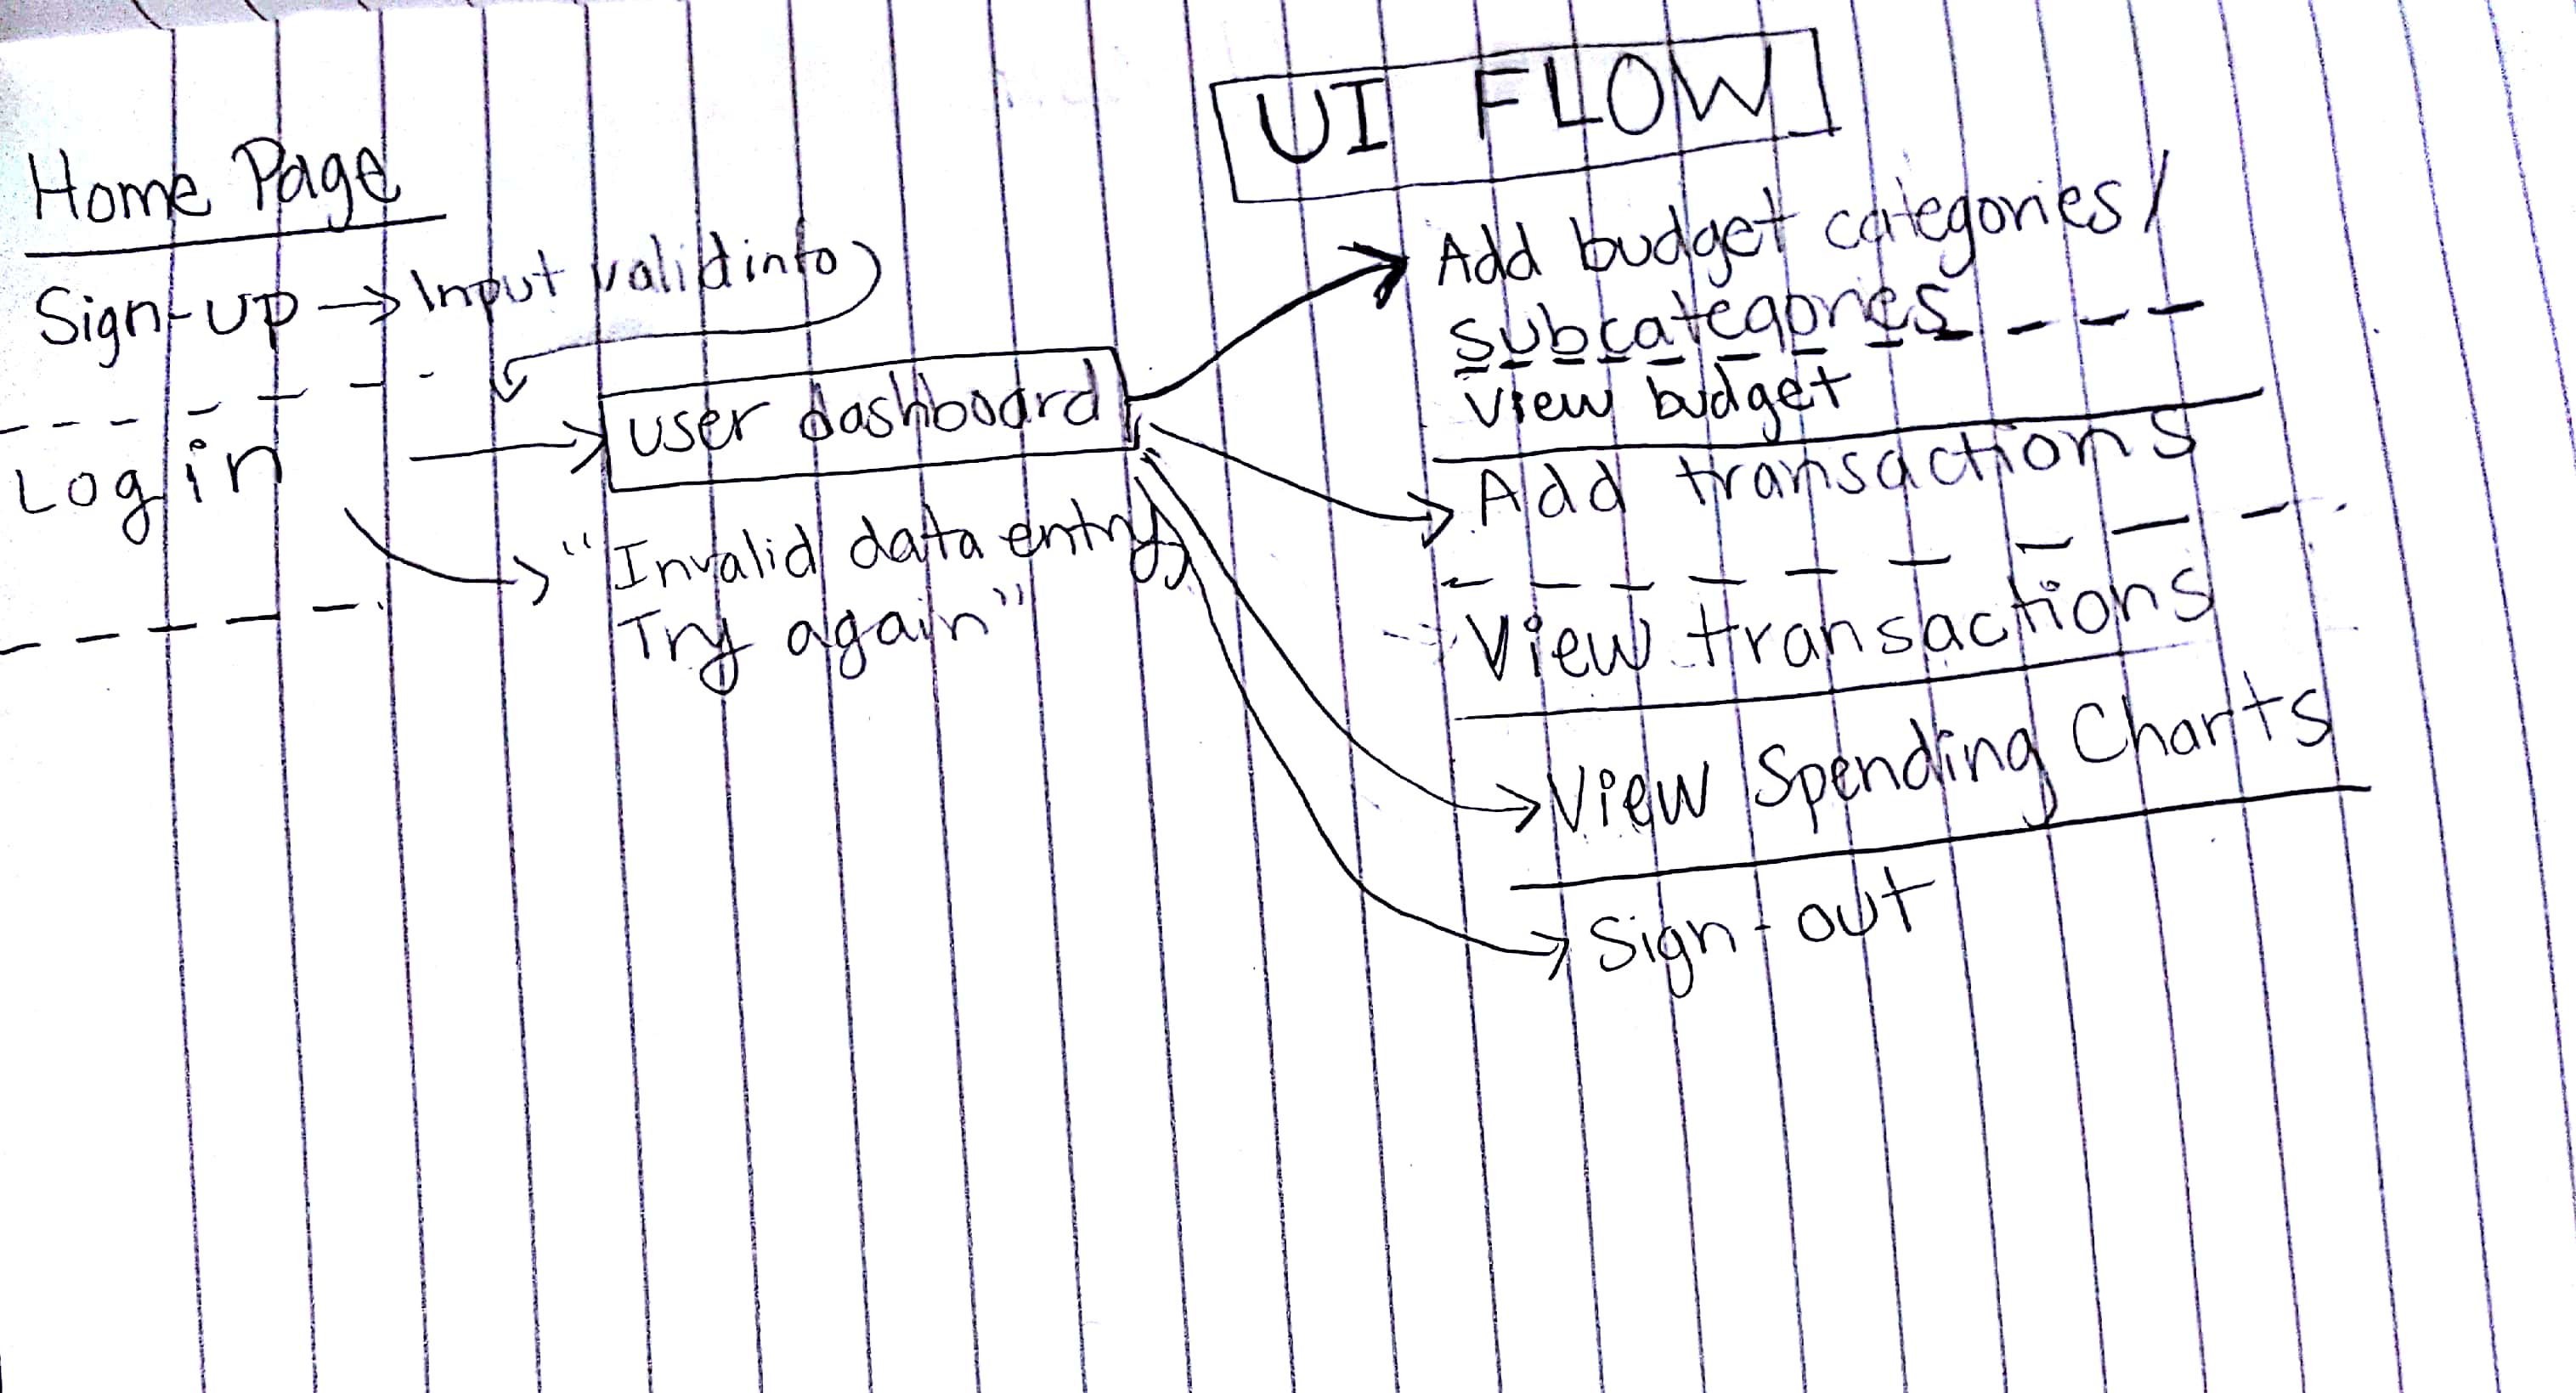 UI FLOW
Home Page
Sign-up → Input valid info
Login
user dashboard
"Invalid data entry
Try again"
Add budget categories/
subcategories
View budget
Add transactions
View transactions
View Spending Charts
Sign-out